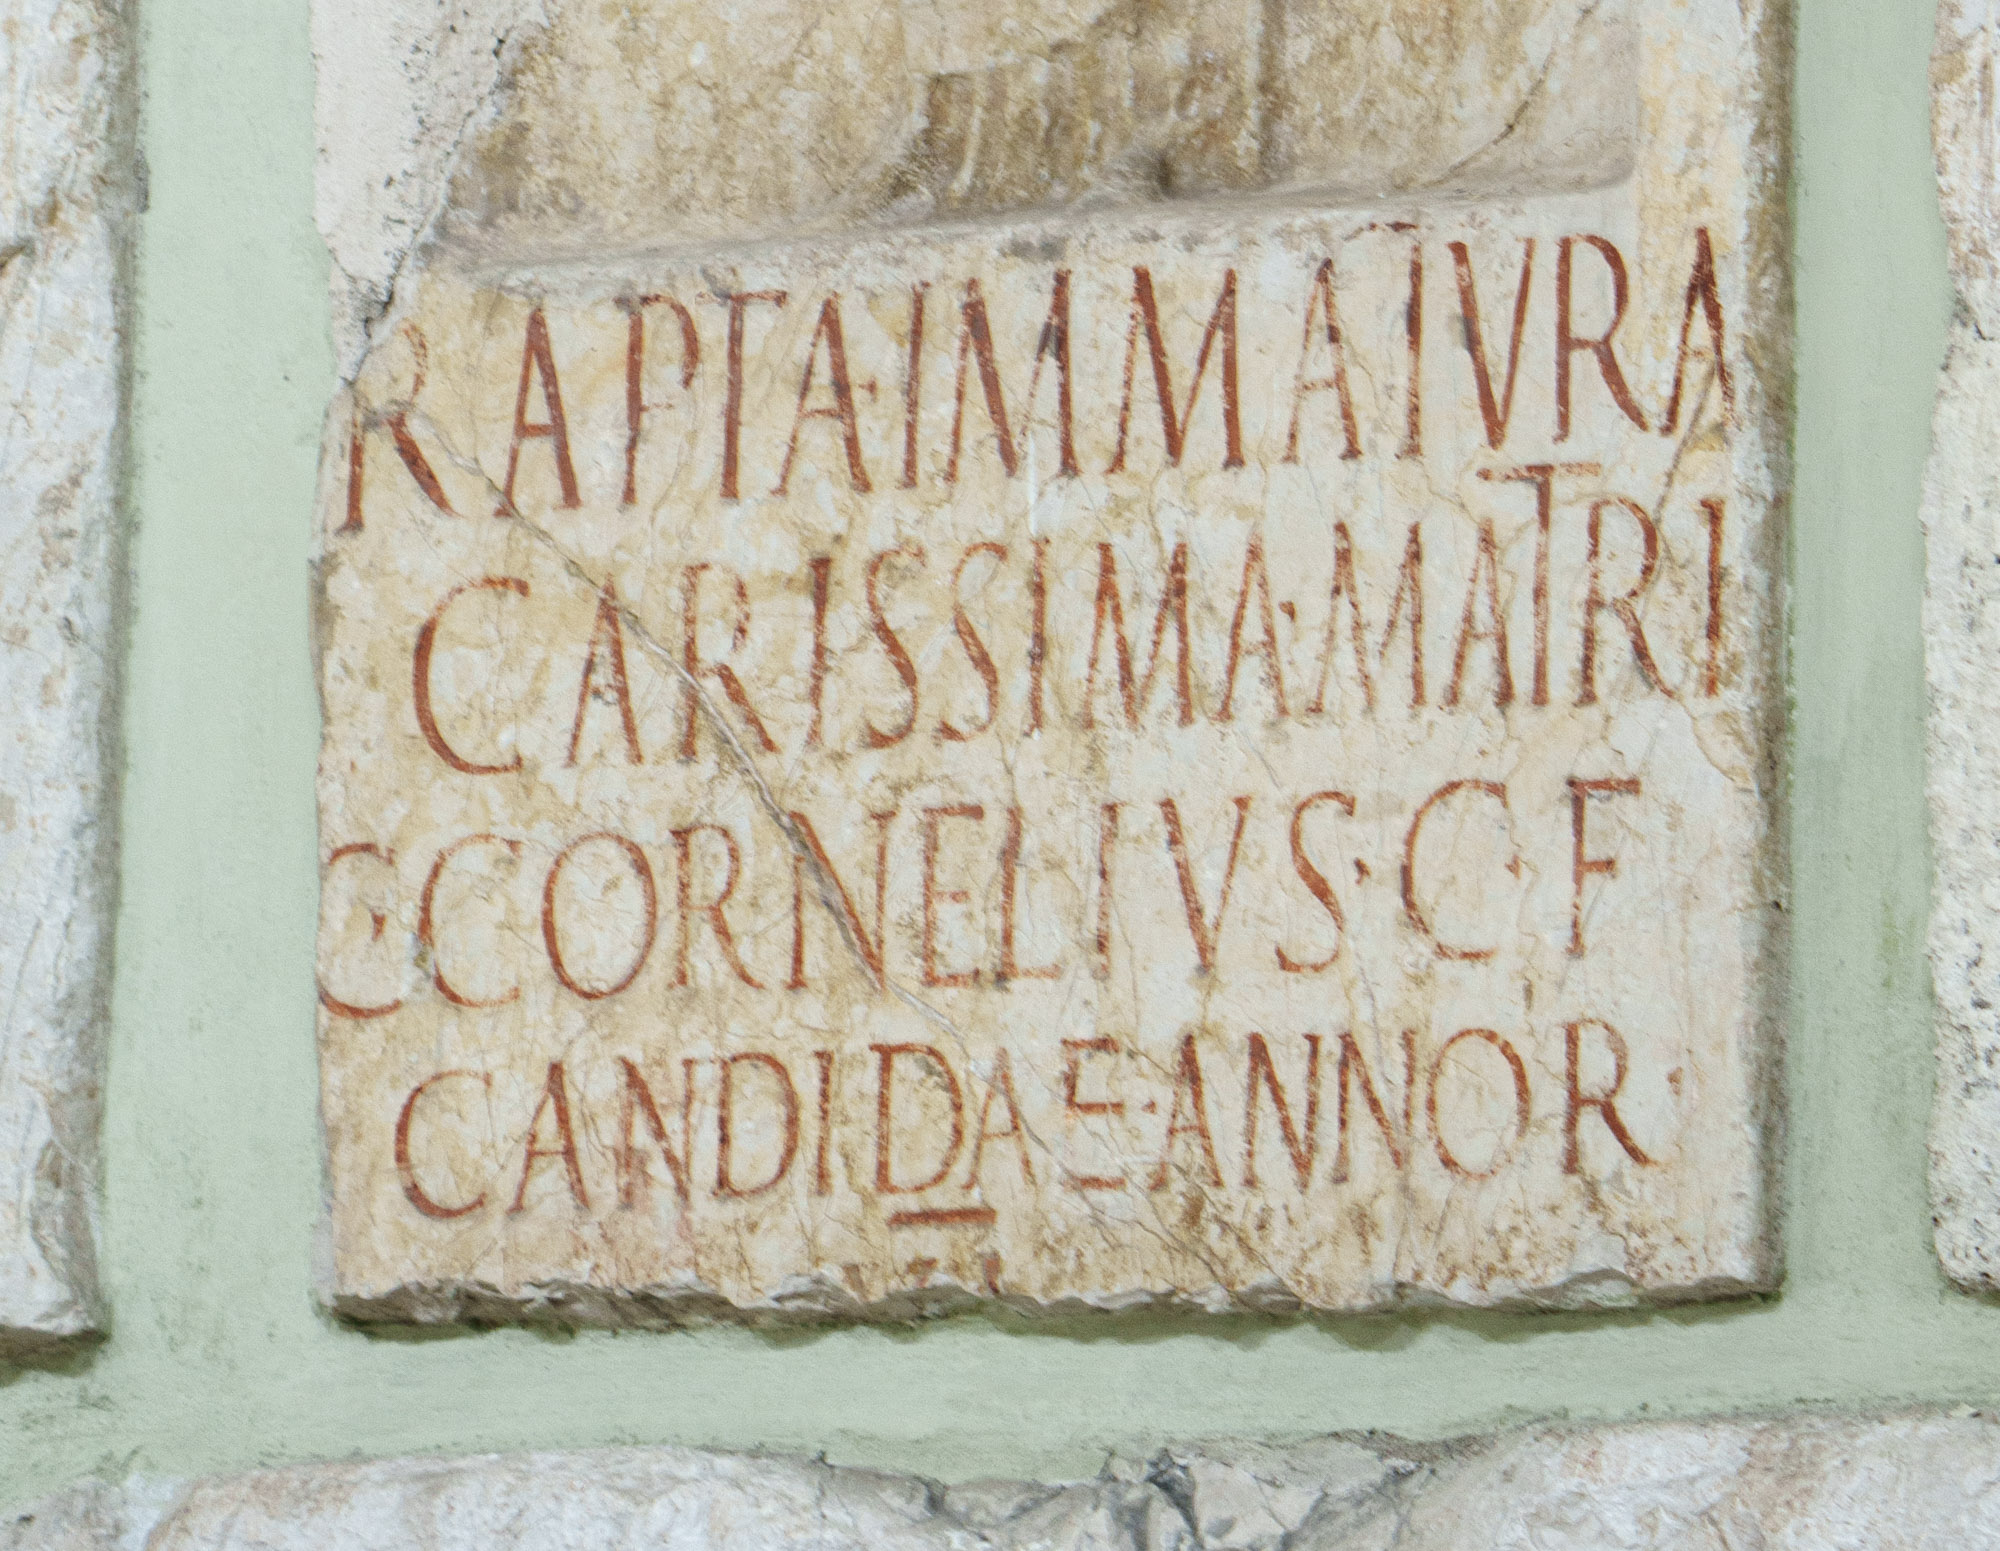 RAPTA IMMATVRA
CARISSIMA·MATRI
C·CORNELIVS·C·F
CANDIDAE·ANNOR·